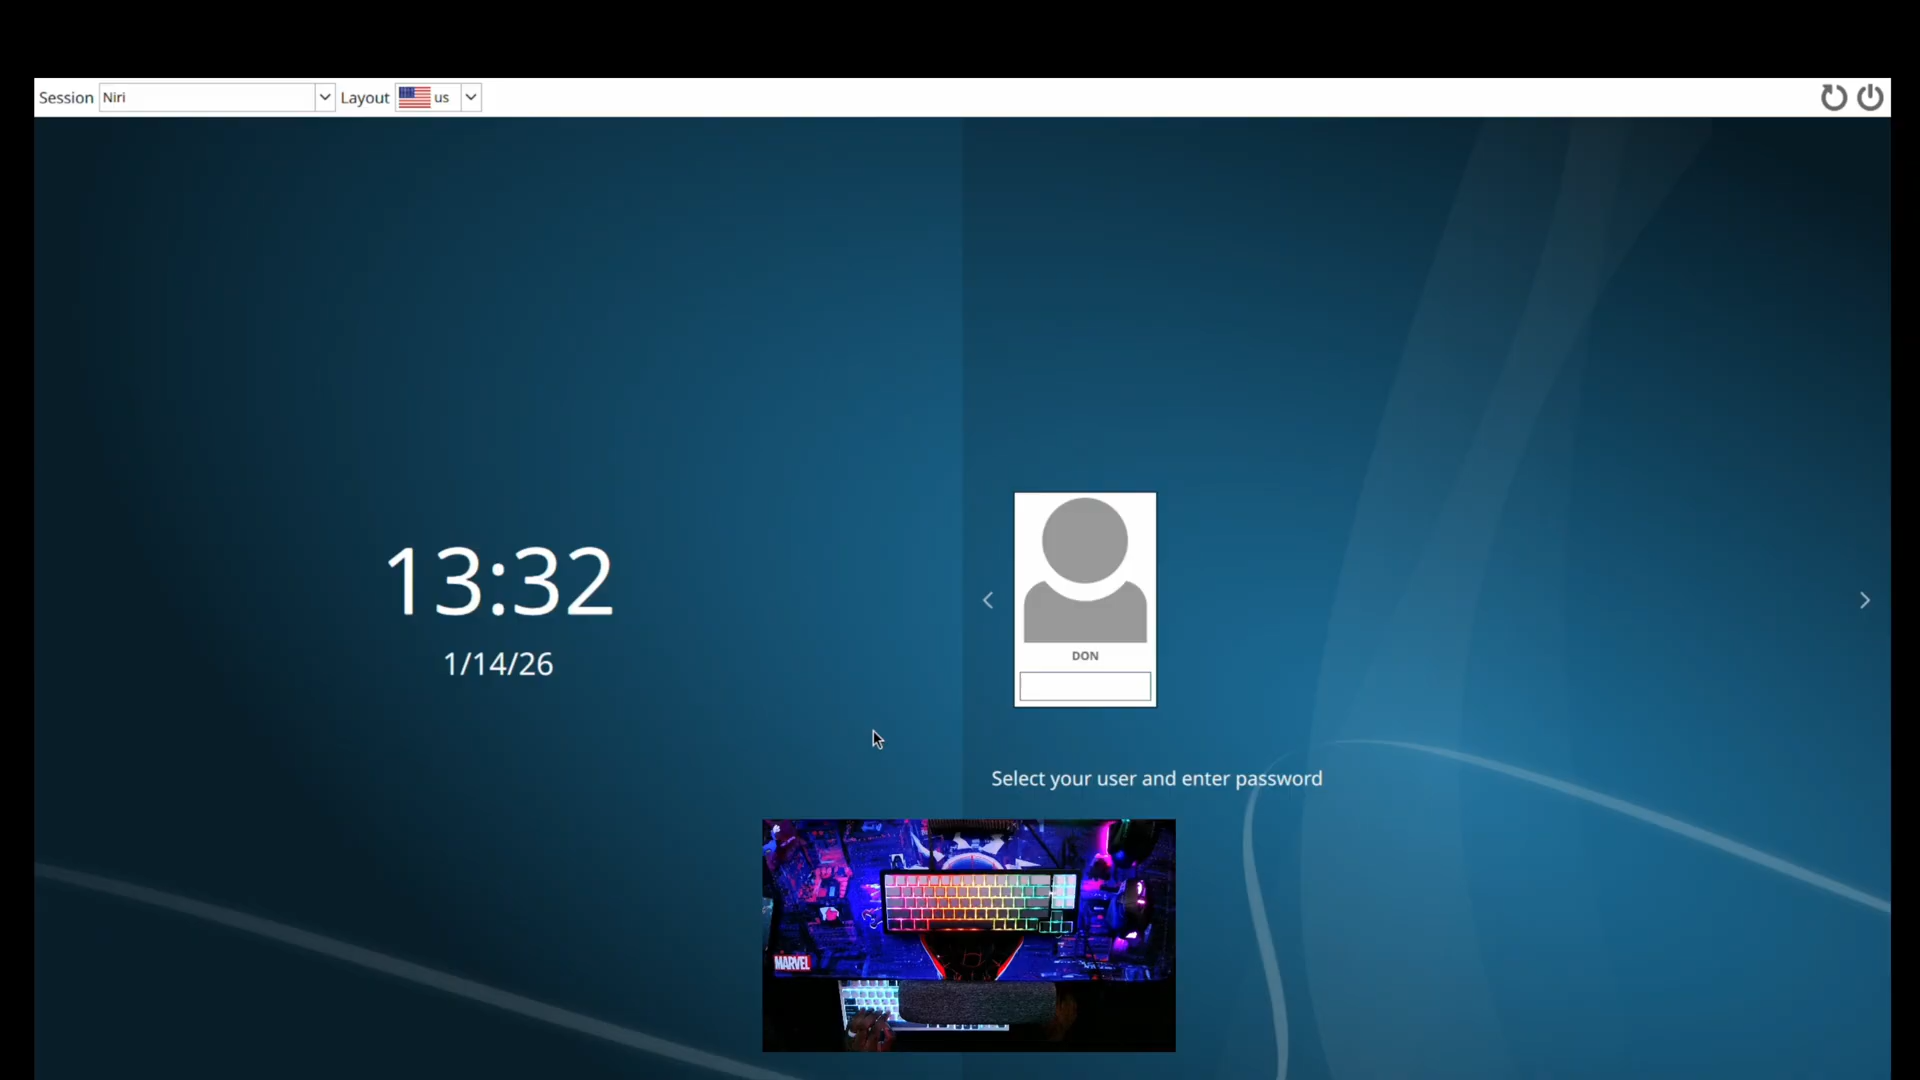 Session Niri Layout us
13:32
1/14/26
DON
Select your user and enter password
MARVEL